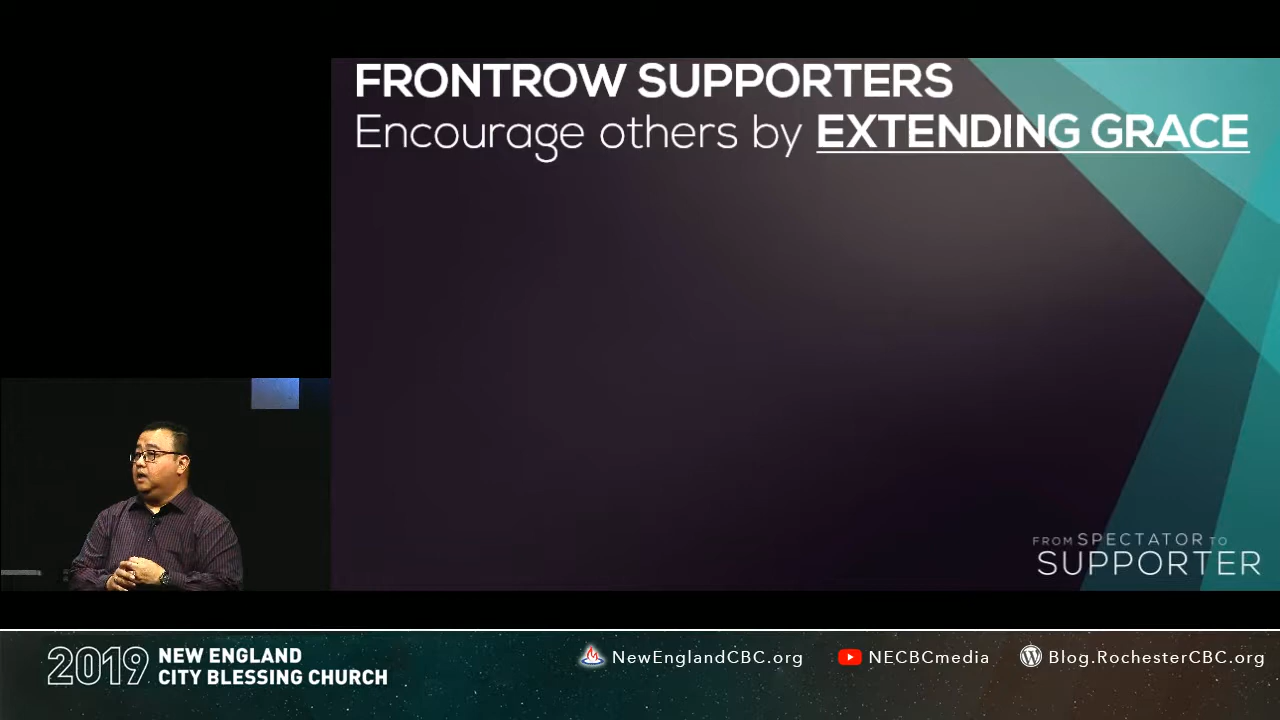 FRONTROW SUPPORTERS
Encourage others by EXTENDING GRACE
FROM SPECTATOR TO
SUPPORTER
2019 NEW ENGLAND
CITY BLESSING CHURCH
NewEnglandCBC.org
NECBCmedia
Blog.RochesterCBC.org